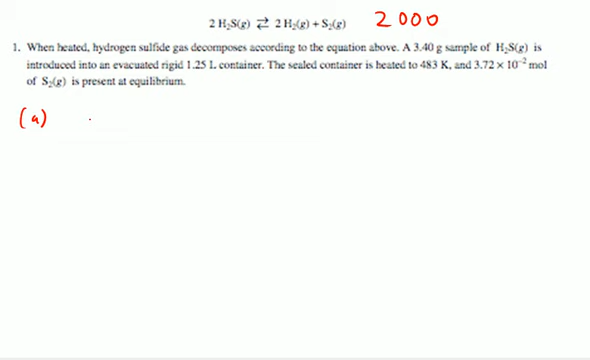 2 H₂S(g) ⇄ 2 H₂(g) + S₂(g) 2000
1. When heated, hydrogen sulfide gas decomposes according to the equation above. A 3.40 g sample of H₂S(g) is
introduced into an evacuated rigid 1.25 L container. The sealed container is heated to 483 K, and 3.72 × 10⁻² mol
of S₂(g) is present at equilibrium.
(a)